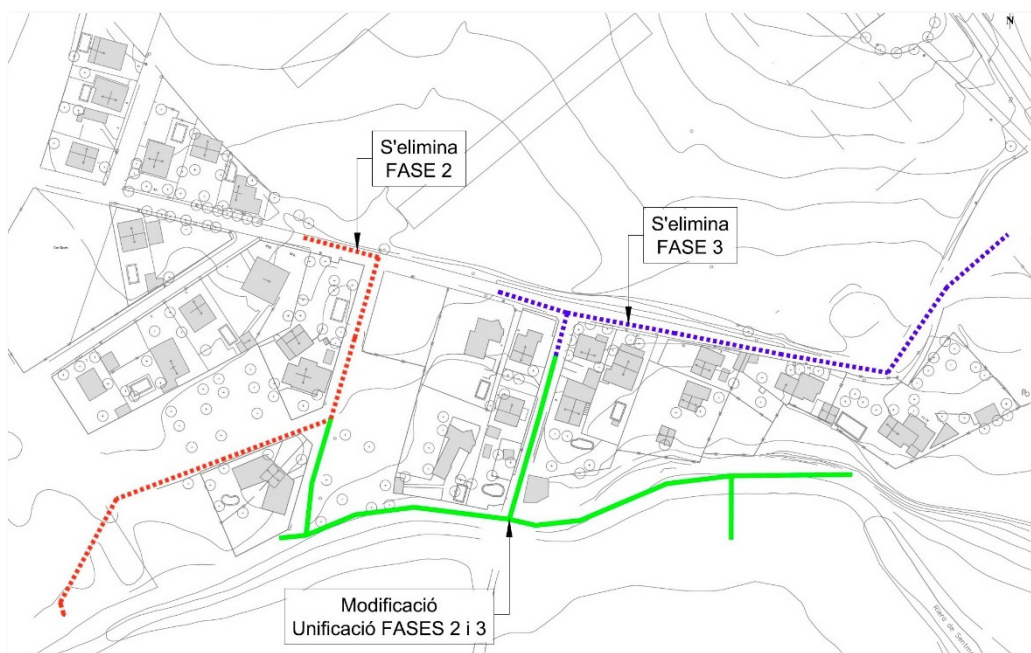 N
S'elimina
FASE 2
S'elimina
FASE 3
Modificació
Unificació FASES 2 i 3